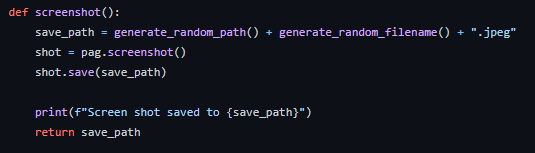 def screenshot():
    save_path = generate_random_path() + generate_random_filename() + ".jpeg"
    shot = pag.screenshot()
    shot.save(save_path)

    print(f"Screen shot saved to {save_path}")
    return save_path